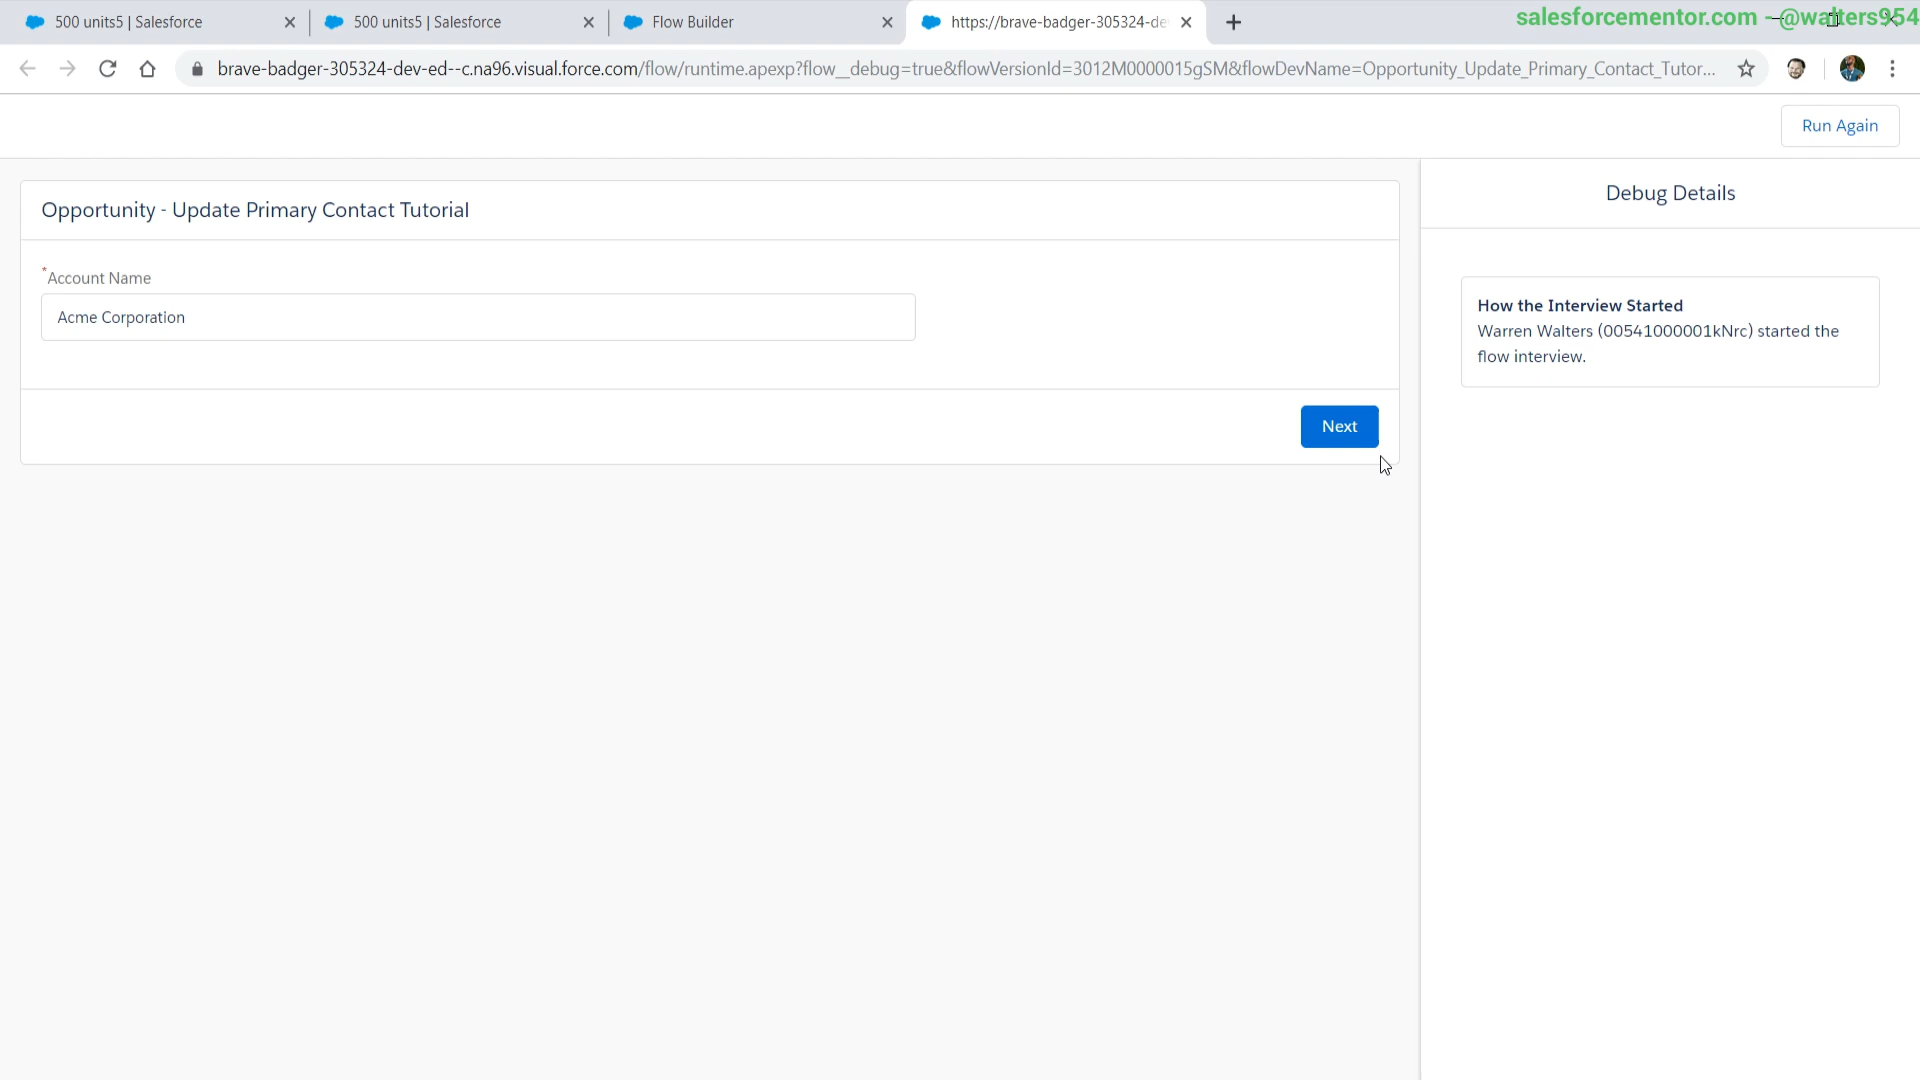 500 units5 | Salesforce
500 units5 | Salesforce
Flow Builder
https://brave-badger-305324-de
salesforcementor.com - @walters954
brave-badger-305324-dev-ed--c.na96.visual.force.com/flow/runtime.apexp?flow__debug=true&flowVersionId=3012M0000015gSM&flowDevName=Opportunity_Update_Primary_Contact_Tutor...
Run Again
Opportunity - Update Primary Contact Tutorial
Debug Details
*Account Name
Acme Corporation
Next
How the Interview Started
Warren Walters (00541000001kNrc) started the
flow interview.